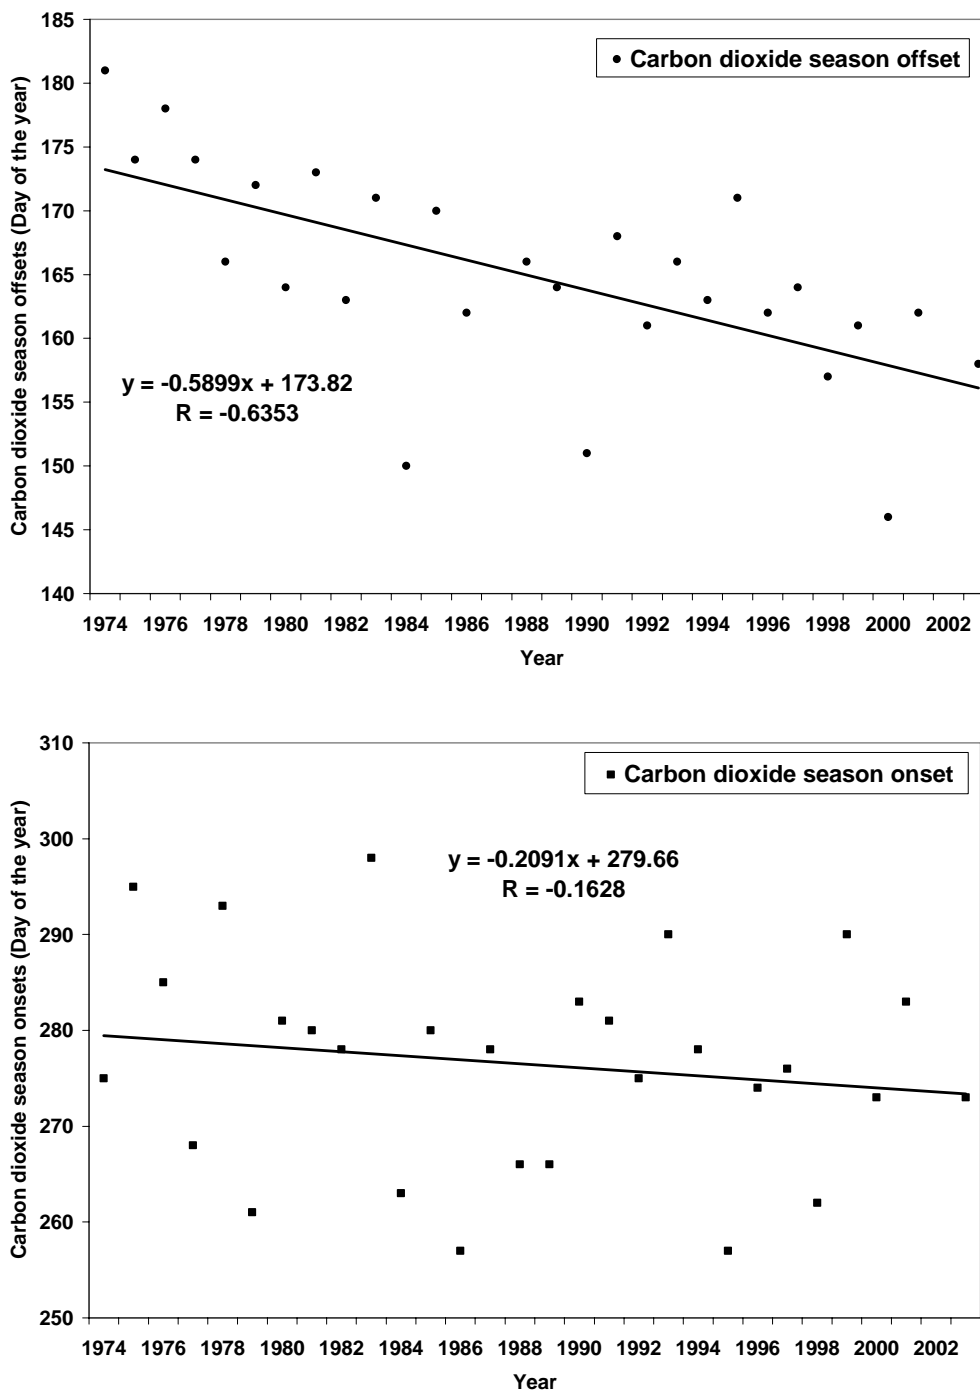 185
180
175
170
165
160
155
150
145
140
Carbon dioxide season offsets (Day of the year)
Carbon dioxide season offset
y = -0.5899x + 173.82
R = -0.6353
1974 1976 1978 1980 1982 1984 1986 1988 1990 1992 1994 1996 1998 2000 2002
Year
310
300
290
280
270
260
250
Carbon dioxide season onsets (Day of the year)
Carbon dioxide season onset
y = -0.2091x + 279.66
R = -0.1628
1974 1976 1978 1980 1982 1984 1986 1988 1990 1992 1994 1996 1998 2000 2002
Year